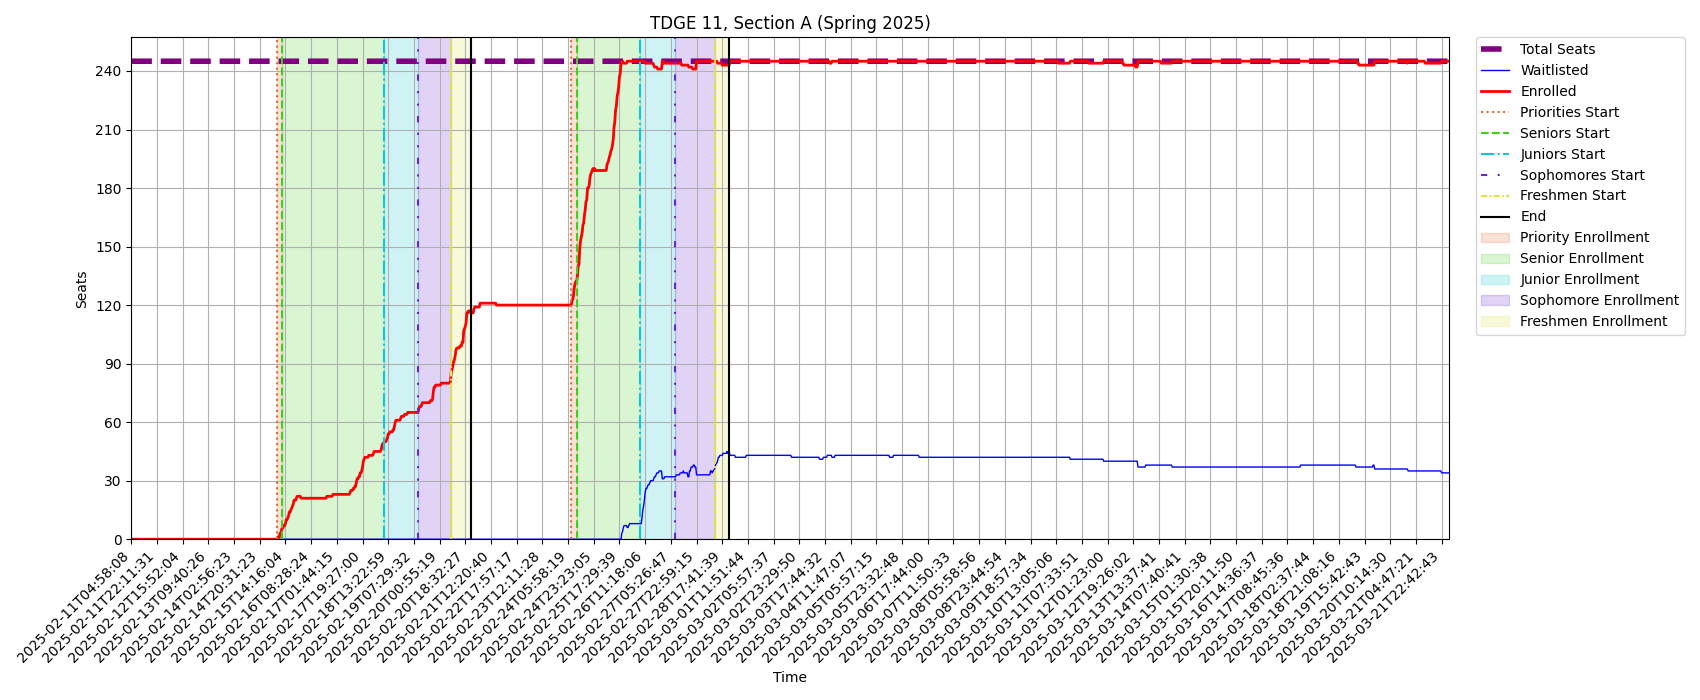 TDGE 11, Section A (Spring 2025)
Seats
240
210
180
150
120
90
60
30
0
2025-02-11T04:58:08
2025-02-11T22:11:31
2025-02-12T15:52:04
2025-02-13T09:40:26
2025-02-14T02:56:23
2025-02-14T20:31:23
2025-02-15T14:16:04
2025-02-16T08:28:24
2025-02-17T01:44:15
2025-02-17T19:27:00
2025-02-18T13:22:59
2025-02-19T07:29:32
2025-02-20T00:55:19
2025-02-20T18:32:27
2025-02-21T12:20:40
2025-02-22T17:57:17
2025-02-23T12:11:28
2025-02-24T05:58:19
2025-02-24T23:23:05
2025-02-25T17:29:39
2025-02-26T11:18:06
2025-02-27T05:26:47
2025-02-27T22:59:15
2025-02-28T17:41:39
2025-03-01T11:51:44
2025-03-02T05:57:37
2025-03-02T23:29:50
2025-03-03T17:44:32
2025-03-04T11:47:07
2025-03-05T05:57:15
2025-03-05T23:32:48
2025-03-06T17:44:00
2025-03-07T11:50:33
2025-03-08T05:58:56
2025-03-08T23:44:54
2025-03-09T18:57:34
2025-03-10T13:05:06
2025-03-11T07:33:51
2025-03-12T01:23:00
2025-03-12T19:26:02
2025-03-13T13:37:41
2025-03-14T07:40:41
2025-03-15T01:30:38
2025-03-15T20:11:50
2025-03-16T14:36:37
2025-03-17T08:45:36
2025-03-18T02:37:44
2025-03-18T21:08:16
2025-03-19T15:42:43
2025-03-20T10:14:30
2025-03-21T04:47:21
2025-03-21T22:42:43
Time
Total Seats
Waitlisted
Enrolled
Priorities Start
Seniors Start
Juniors Start
Sophomores Start
Freshmen Start
End
Priority Enrollment
Senior Enrollment
Junior Enrollment
Sophomore Enrollment
Freshmen Enrollment